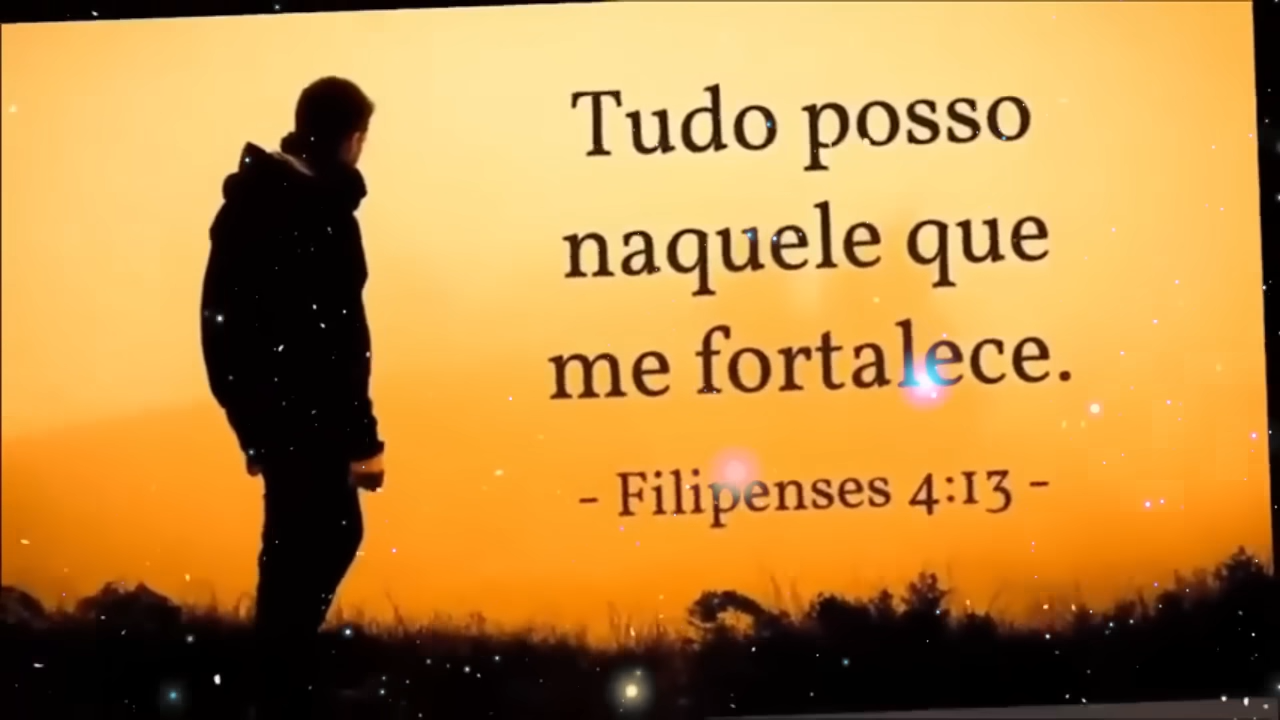 Tudo posso
naquele que
me fortalece.
- Filipenses 4:13 -